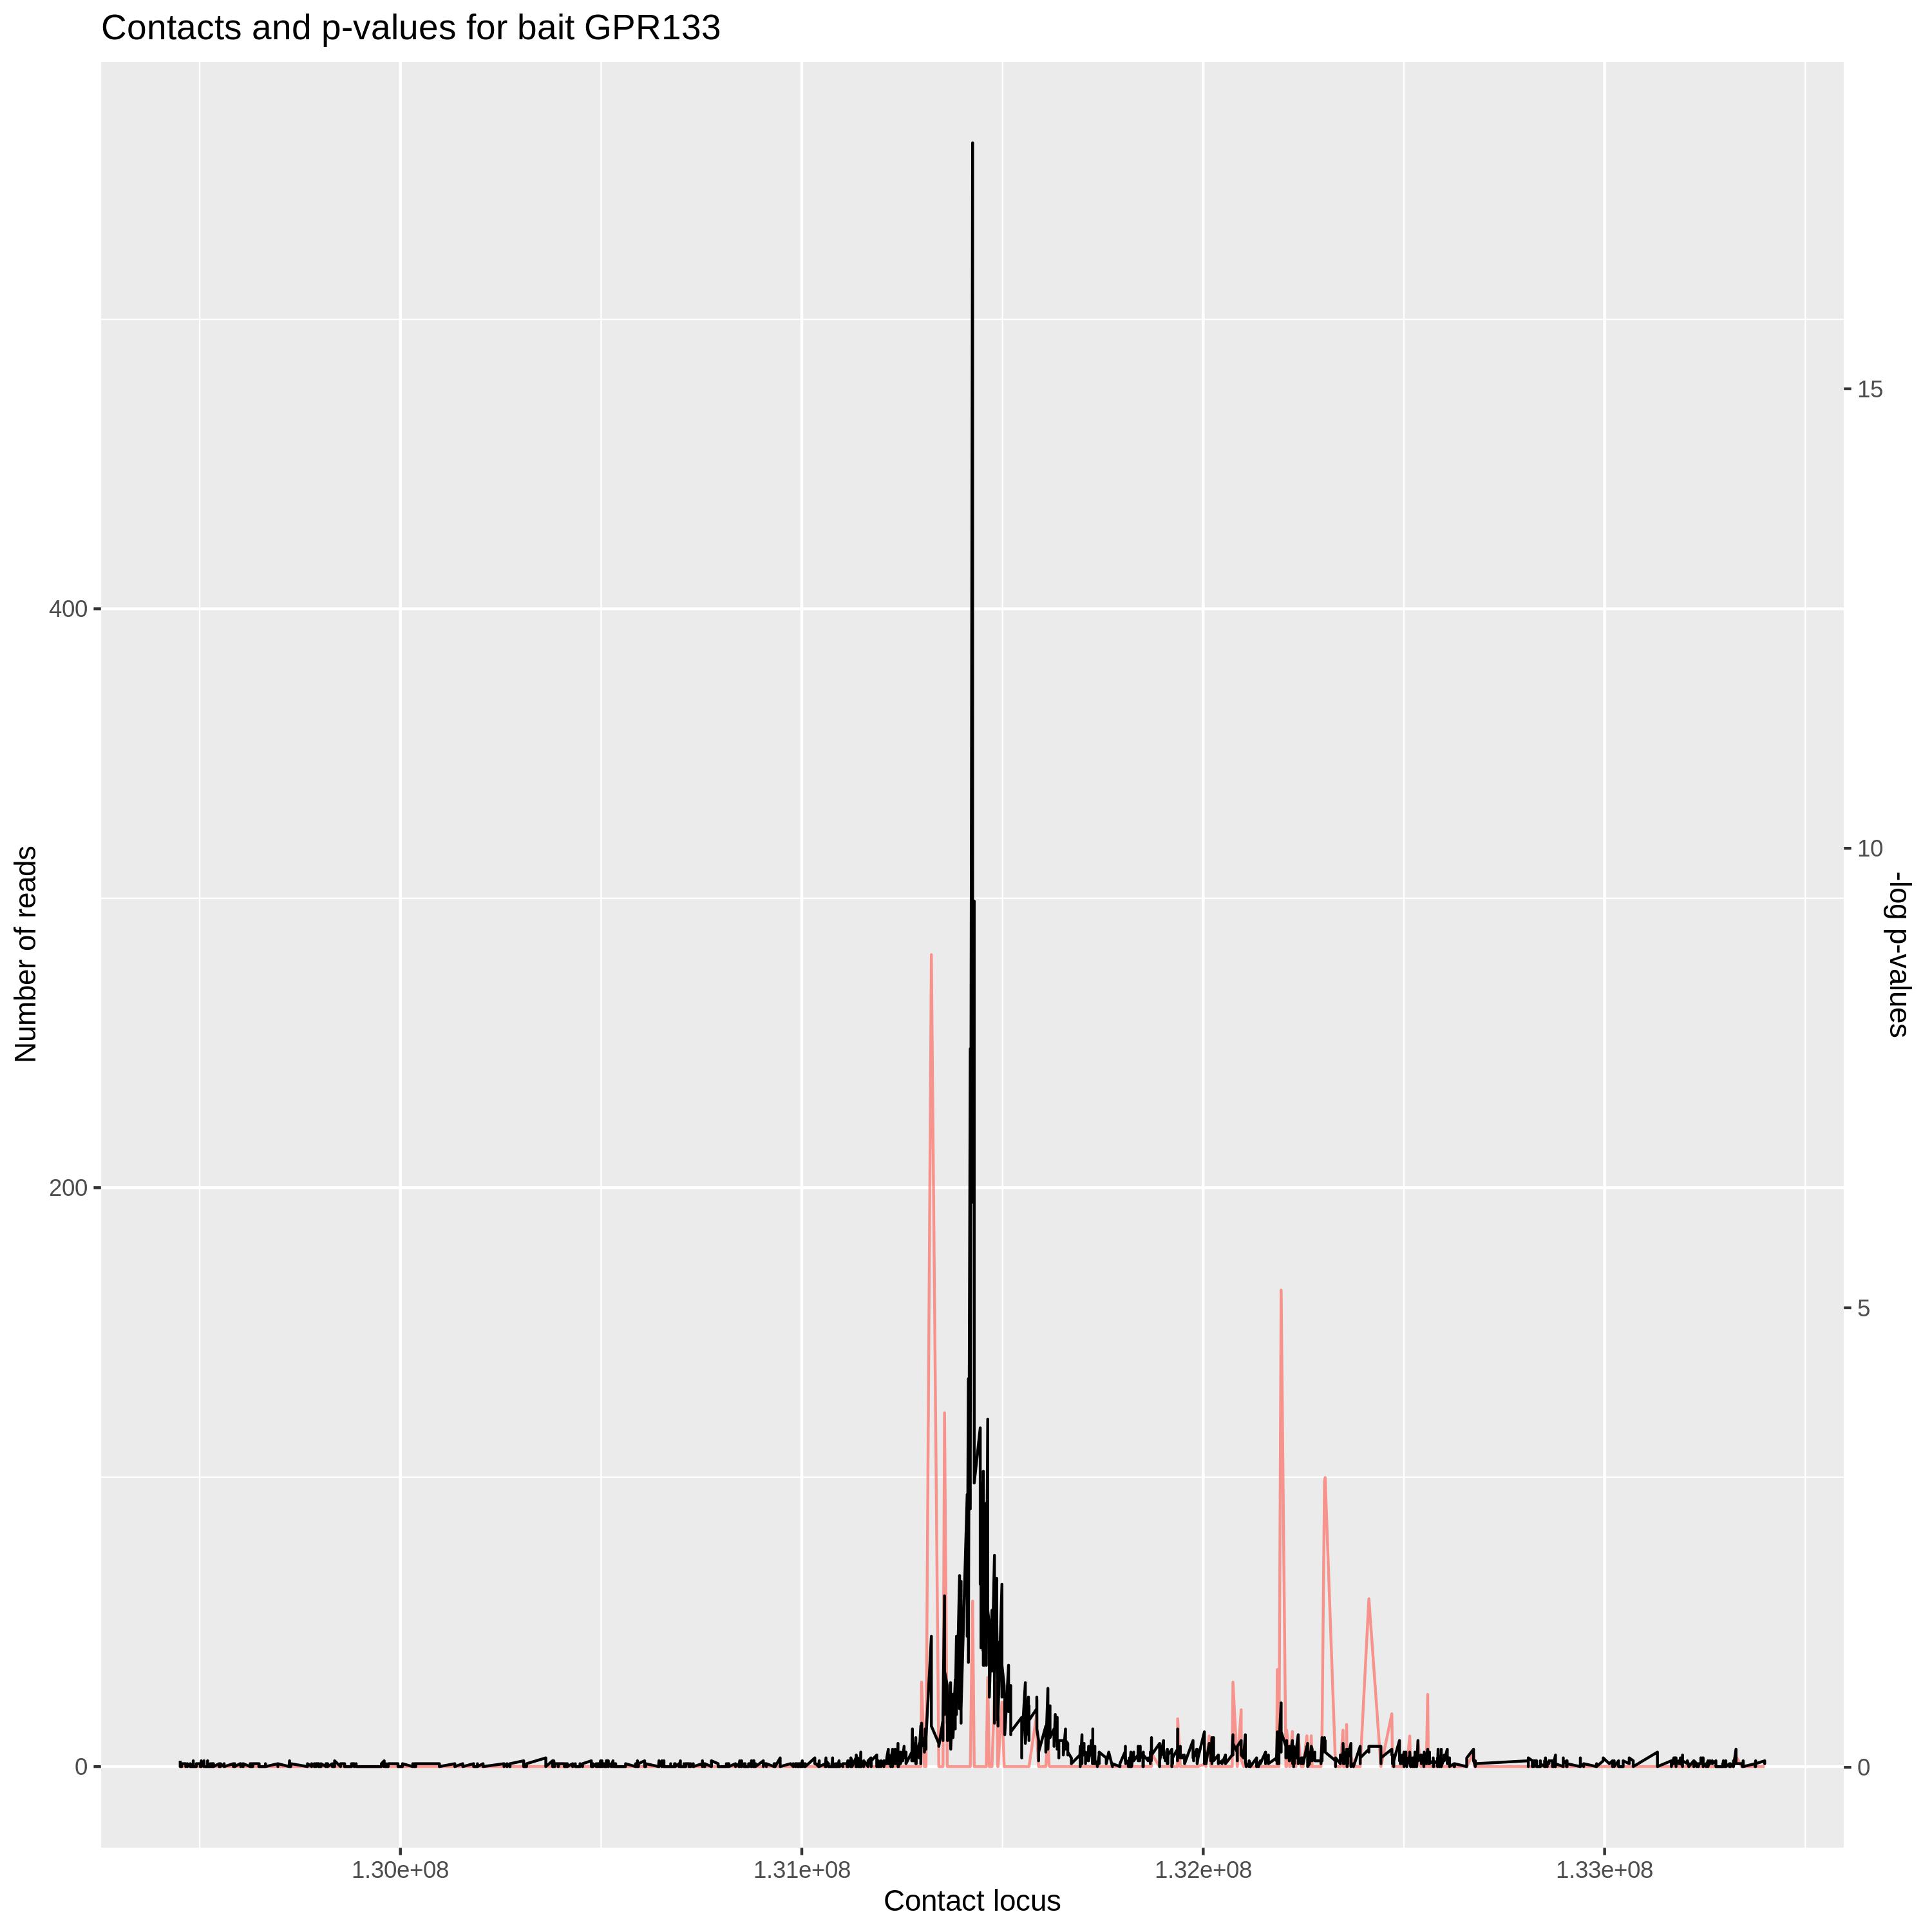 Contacts and p-values for bait GPR133
Number of reads
400
200
0
15
10
5
0
-log p-values
1.30e+08
1.31e+08
1.32e+08
1.33e+08
Contact locus